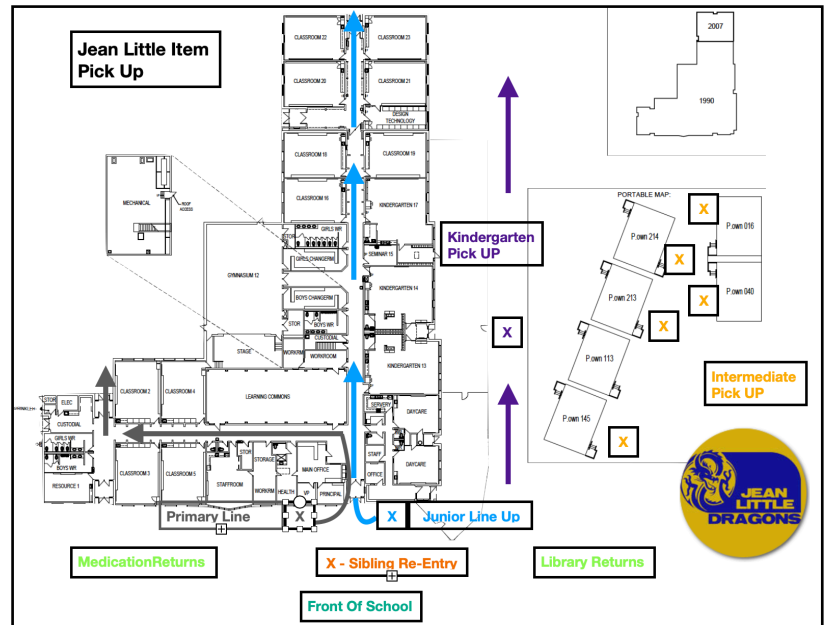 Jean Little Item
Pick Up
CLASSROOM 22
CLASSROOM 23
CLASSROOM 20
CLASSROOM 21
DESIGN
TECHNOLOGY
CLASSROOM 18
CLASSROOM 19
CLASSROOM 16
KINDERGARTEN 17
2007
1990
MECHANICAL
ROOF
ACCESS
STOR
GIRLS WR
GIRLS CHANGERM
SEMINAR 15
GYMNASIUM 12
BOYS CHANGERM
KINDERGARTEN 14
STOR
BOYS WR
CUSTODIAL
STAGE
WORKRM
WORKROOM
KINDERGARTEN 13
Kindergarten
Pick UP
X
PORTABLE MAP:
X
P.own 016
P.own 214
X
X
P.own 040
P.own 213
X
P.own 113
Intermediate
Pick UP
P.own 145
X
CLASSROOM 2
CLASSROOM 4
LEARNING COMMONS
STOR
ELEC
CUSTODIAL
SERVERY
DAYCARE
GIRLS WR
BOYS WR
RESOURCE 1
CLASSROOM 3
CLASSROOM 5
STAFFROOM
STOR
STORAGE
WORKRM
HEALTH
MAIN OFFICE
VP
PRINCIPAL
STAFF
OFFICE
DAYCARE
JEAN
LITTLE
DRAGONS
Primary Line
X
X
Junior Line Up
MedicationReturns
X - Sibling Re-Entry
Library Returns
Front Of School